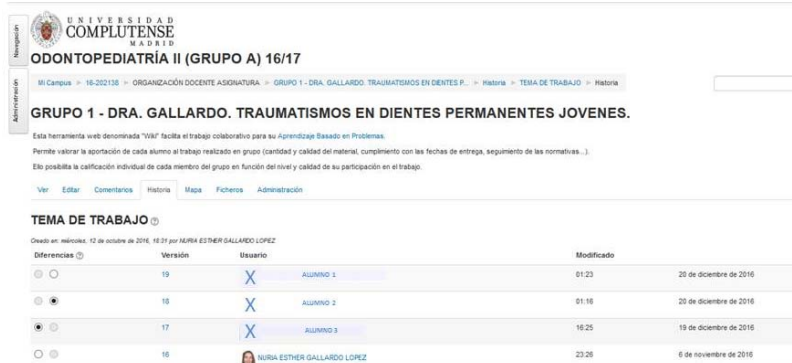 Navegación
Administración
UNIVERSIDAD
COMPLUTENSE
MADRID
ODONTOPEDIATRÍA II (GRUPO A) 16/17
Mi Campus ► 16-202138 ► ORGANIZACIÓN DOCENTE ASIGNATURA ► GRUPO 1 - DRA. GALLARDO. TRAUMATISMOS EN DIENTES P... ► Historia ► TEMA DE TRABAJO ► Historia
GRUPO 1 - DRA. GALLARDO. TRAUMATISMOS EN DIENTES PERMANENTES JOVENES.
Esta herramienta web denominada "Wiki" facilita el trabajo colaborativo para su Aprendizaje Basado en Problemas.
Permite valorar la aportación de cada alumno al trabajo realizado en grupo (cantidad y calidad del material, cumplimiento con las fechas de entrega, seguimiento de las normativas...).
Ello posibilita la calificación individual de cada miembro del grupo en función del nivel y calidad de su participación en el trabajo.
Ver Editar Comentarios Historia Mapa Ficheros Administración
TEMA DE TRABAJO
Creado en: miércoles, 12 de octubre de 2016, 18:31 por NURIA ESTHER GALLARDO LOPEZ
Diferencias Versión Usuario Modificado
19 X ALUMNO 1 01:23 20 de diciembre de 2016
18 X ALUMNO 2 01:16 20 de diciembre de 2016
17 X ALUMNO 3 16:25 19 de diciembre de 2016
16 NURIA ESTHER GALLARDO LOPEZ 23:26 6 de noviembre de 2016